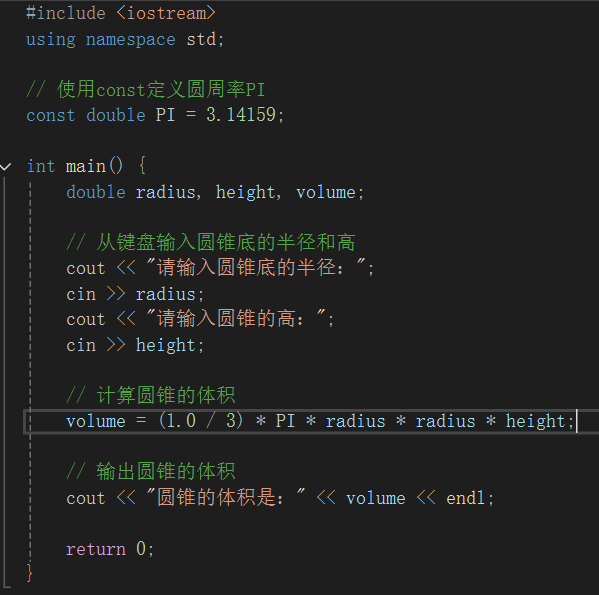 #include <iostream>
using namespace std;
// 使用const定义圆周率PI
const double PI = 3.14159;
int main() {
double radius, height, volume;
// 从键盘输入圆锥底的半径和高
cout << "请输入圆锥底的半径：";
cin >> radius;
cout << "请输入圆锥的高：";
cin >> height;
// 计算圆锥的体积
volume = (1.0 / 3) * PI * radius * radius * height;
// 输出圆锥的体积
cout << "圆锥的体积是：" << volume << endl;
return 0;
}